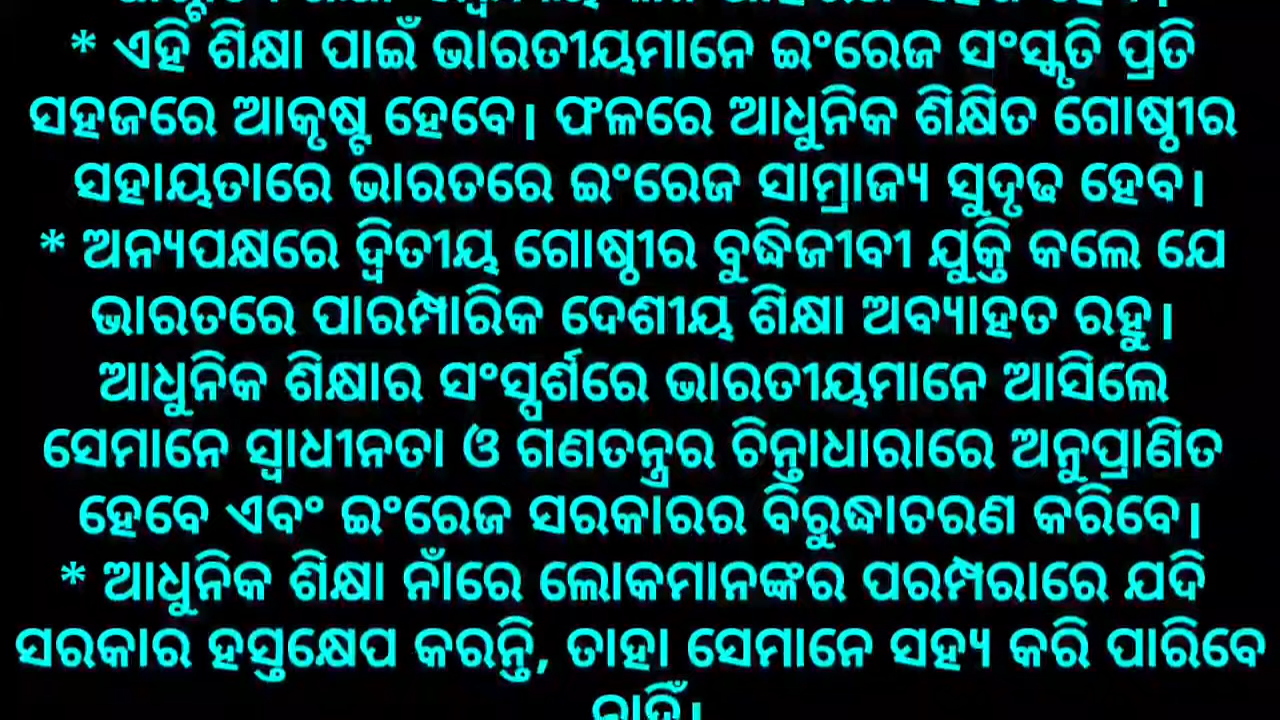 * ଏହି ଶିକ୍ଷା ପାଇଁ ଭାରତୀୟମାନେ ଇଂରେଜ ସଂସ୍କୃତି ପ୍ରତି
ସହଜରେ ଆକୃଷ୍ଟ ହେବେ। ଫଳରେ ଆଧୁନିକ ଶିକ୍ଷିତ ଗୋଷ୍ଠୀର
ସହାୟତାରେ ଭାରତରେ ଇଂରେଜ ସାମ୍ରାଜ୍ୟ ସୁଦୃଢ ହେବ।
* ଅନ୍ୟପକ୍ଷରେ ଦ୍ଵିତୀୟ ଗୋଷ୍ଠୀର ବୁଦ୍ଧିଜୀବୀ ଯୁକ୍ତି କଲେ ଯେ
ଭାରତରେ ପାରମ୍ପାରିକ ଦେଶୀୟ ଶିକ୍ଷା ଅବ୍ୟାହତ ରହୁ।
ଆଧୁନିକ ଶିକ୍ଷାର ସଂସ୍ପର୍ଶରେ ଭାରତୀୟମାନେ ଆସିଲେ
ସେମାନେ ସ୍ଵାଧୀନତା ଓ ଗଣତନ୍ତ୍ରର ଚିନ୍ତାଧାରାରେ ଅନୁପ୍ରାଣିତ
ହେବେ ଏବଂ ଇଂରେଜ ସରକାରର ବିରୁଦ୍ଧାଚରଣ କରିବେ।
* ଆଧୁନିକ ଶିକ୍ଷା ନାଁରେ ଲୋକମାନଙ୍କର ପରମ୍ପରାରେ ଯଦି
ସରକାର ହସ୍ତକ୍ଷେପ କରନ୍ତି, ତାହା ସେମାନେ ସହ୍ୟ କରି ପାରିବେ
ନାହିଁ।